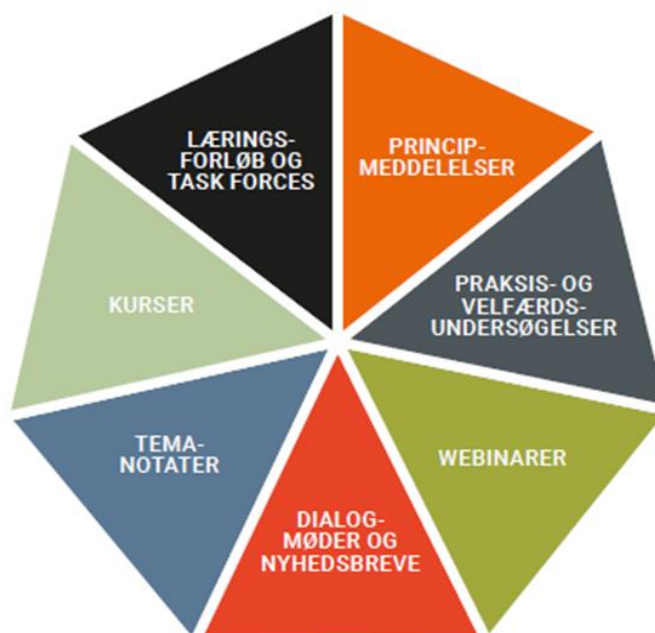 LÆRINGS-
FORLØB OG
TASK FORCES
PRINCIP-
MEDDELELSER
PRAKSIS- OG
VELFÆRDS-
UNDERSØGELSER
KURSER
TEMA-
NOTATER
WEBINARER
DIALOG-
MØDER OG
NYHEDSBREVE